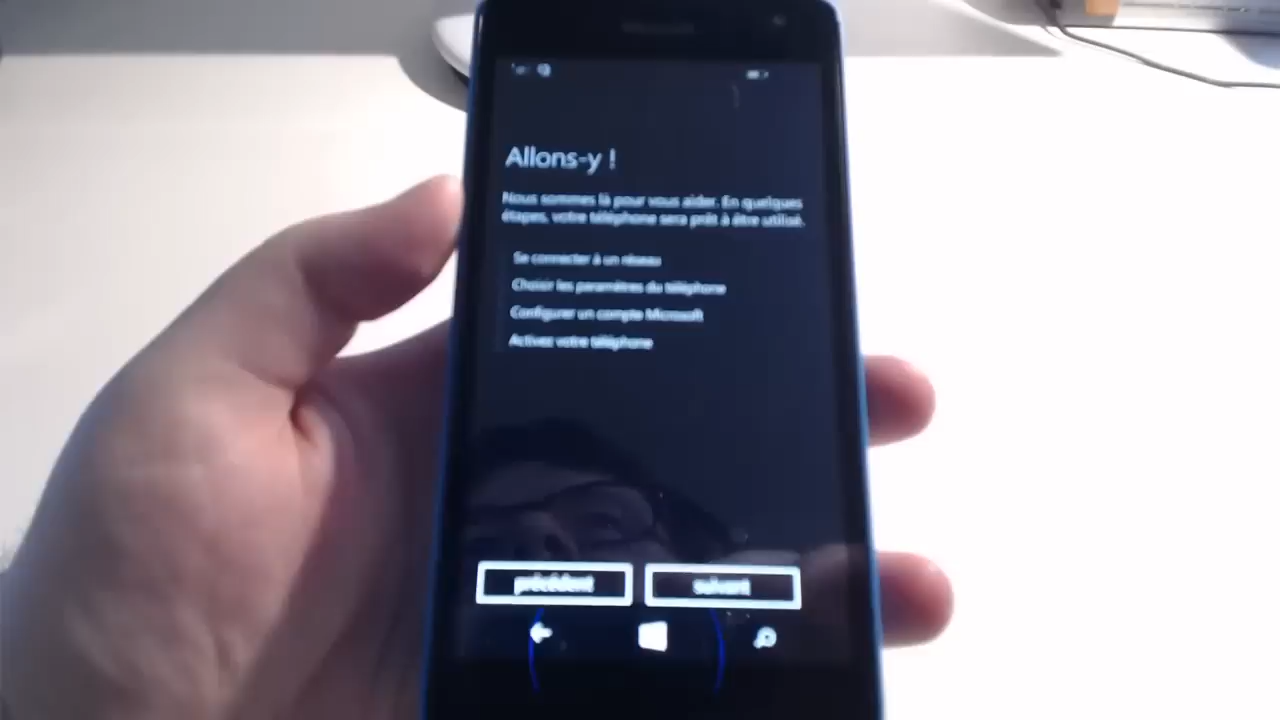 Allons-y !
Nous sommes là pour vous aider. En quelques
étapes, votre téléphone sera prêt à être utilisé.
Se connecter à un réseau
Choisir les paramètres du téléphone
Configurer un compte Microsoft
Activez votre téléphone
précédent
suivant